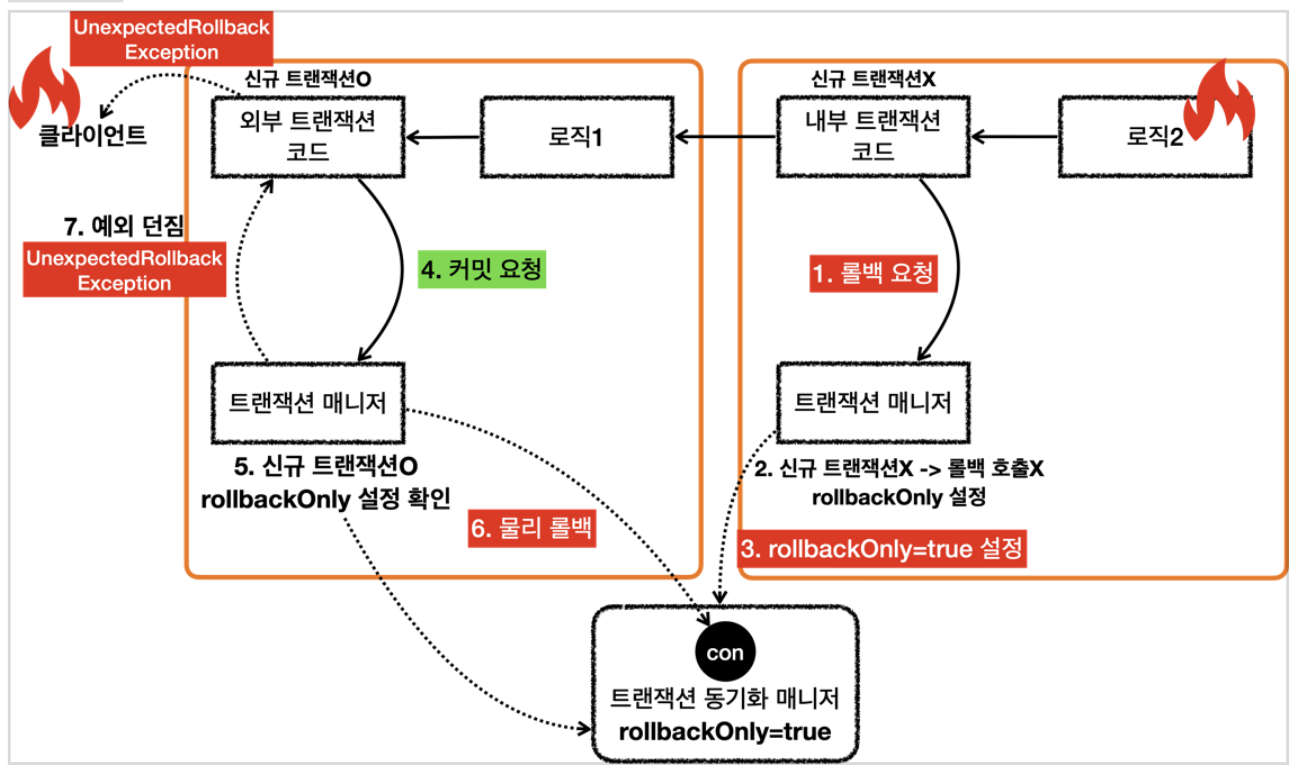 UnexpectedRollback
Exception
클라이언트
신규 트랜잭션O
외부 트랜잭션
코드
로직1
신규 트랜잭션X
내부 트랜잭션
코드
로직2
7. 예외 던짐
UnexpectedRollback
Exception
4. 커밋 요청
1. 롤백 요청
트랜잭션 매니저
5. 신규 트랜잭션O
rollbackOnly 설정 확인
6. 물리 롤백
트랜잭션 매니저
2. 신규 트랜잭션X -> 롤백 호출X
rollbackOnly 설정
3. rollbackOnly=true 설정
con
트랜잭션 동기화 매니저
rollbackOnly=true